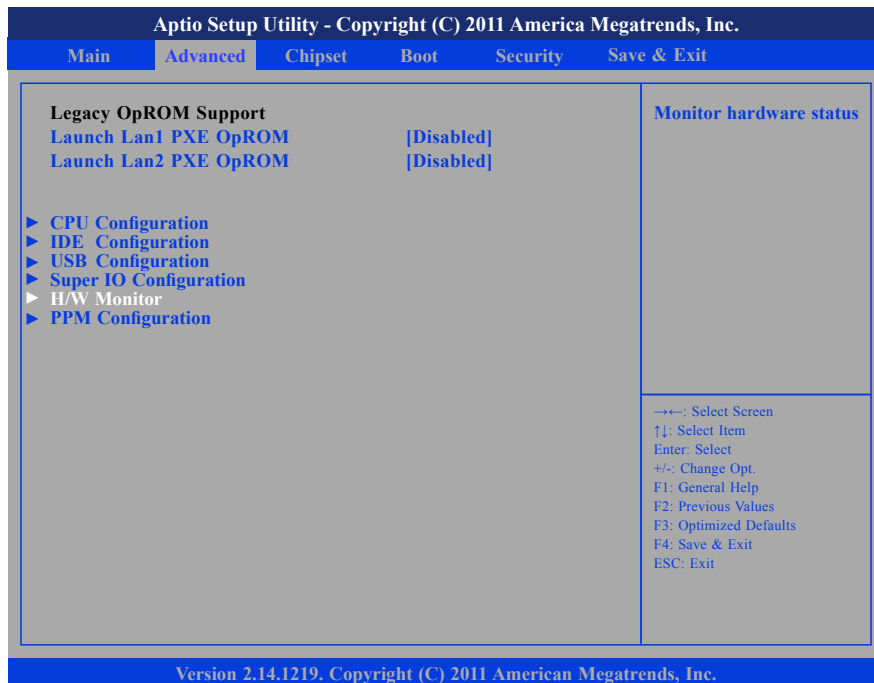 Aptio Setup Utility - Copyright (C) 2011 America Megatrends, Inc.
Main Advanced Chipset Boot Security Save & Exit
Legacy OpROM Support
Launch Lan1 PXE OpROM [Disabled]
Launch Lan2 PXE OpROM [Disabled]
► CPU Configuration
► IDE Configuration
► USB Configuration
► Super IO Configuration
► H/W Monitor
► PPM Configuration
Monitor hardware status
→←: Select Screen
↑↓: Select Item
Enter: Select
+/-: Change Opt.
F1: General Help
F2: Previous Values
F3: Optimized Defaults
F4: Save & Exit
ESC: Exit
Version 2.14.1219. Copyright (C) 2011 American Megatrends, Inc.